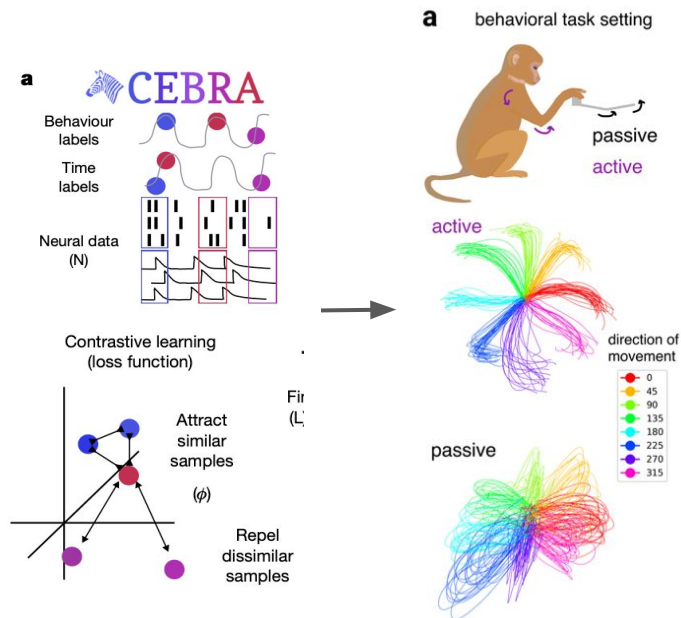 a
CEBRA
Behaviour
labels
Time
labels
Neural data
(N)
Contrastive learning
(loss function)
Attract
similar
samples
(ϕ)
Repel
dissimilar
samples
(L)
a
behavioral task setting
passive
active
active
direction of
movement
0
45
90
135
180
225
270
315
passive